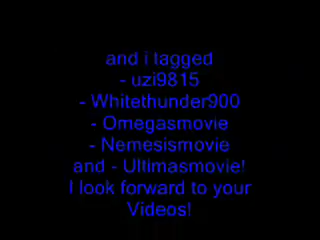 and i tagged
- uzi9815
- Whitethunder900
- Omegasmovie
- Nemesismovie
and - Ultimasmovie!
I look forward to your
Videos!